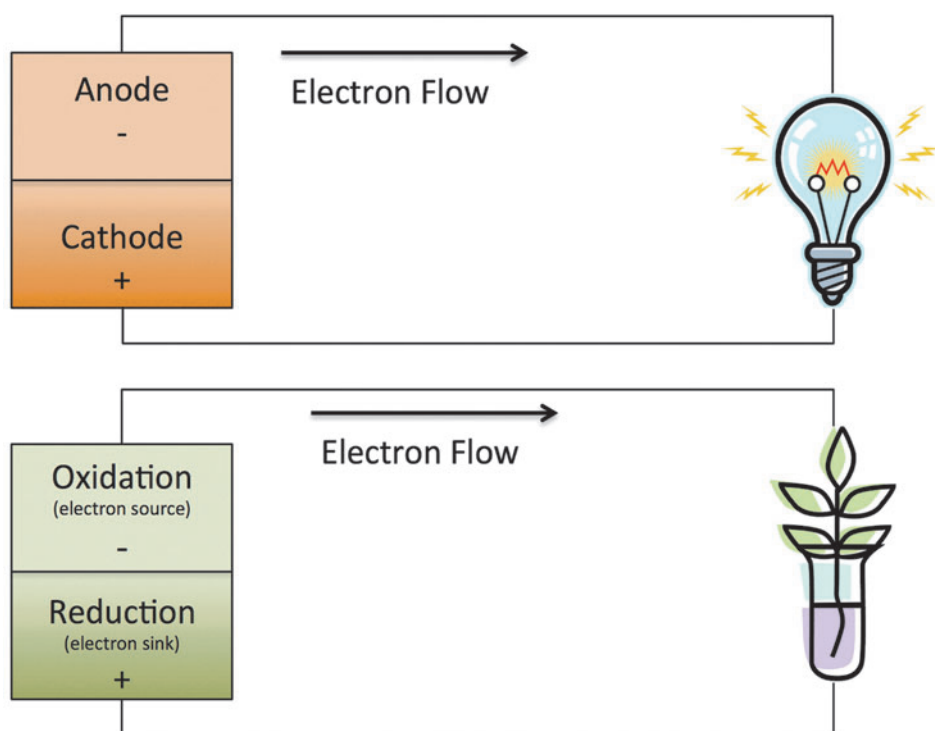 Anode
-
Cathode
+
Electron Flow
Oxidation
(electron source)
-
Reduction
(electron sink)
+
Electron Flow